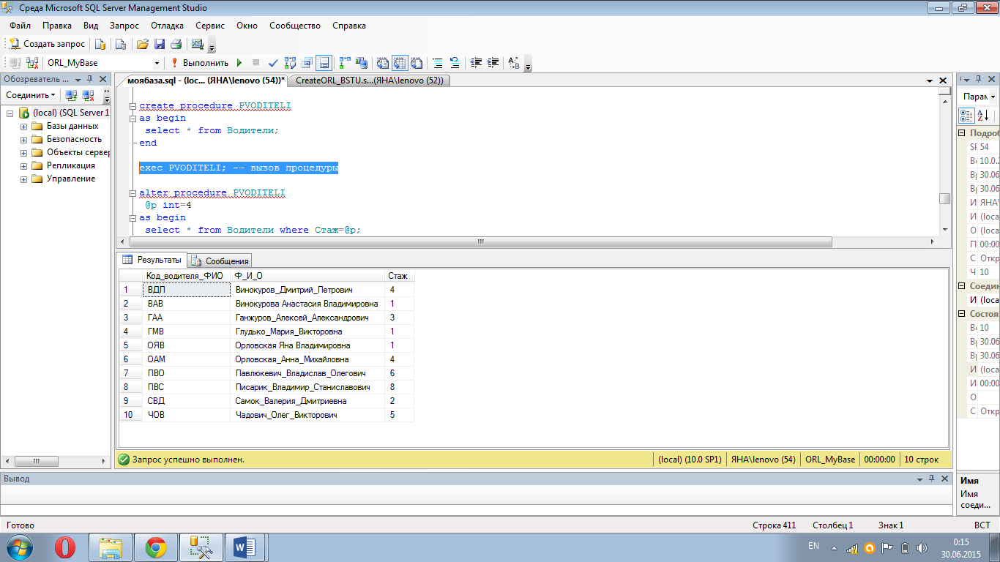 Среда Microsoft SQL Server Management Studio
Файл Правка Вид Запрос Отладка Сервис Окно Сообщество Справка
Создать запрос
ORL_MyBase Выполнить
Обозреватель ...
моябаза.sql - (loc... (ЯНА\lenovo (54))* CreateORL_BSTU.s...(ЯНА\lenovo (52))
Соединить
(local) (SQL Server 1
Базы данных
Безопасность
Объекты сервер
Репликация
Управление
create procedure PVODITELI
as begin
select * from Водители;
end
exec PVODITELI; -- вызов процедуры
alter procedure PVODITELI
@p int=4
as begin
select * from Водители where Стаж=@p;
Результаты Сообщения
Код_водителя_ФИО Ф_И_О Стаж
1 ВДП Винокуров_Дмитрий_Петрович 4
2 ВАВ Винокурова Анастасия Владимировна 1
3 ГАА Ганжуров_Алексей_Александрович 3
4 ГМВ Глудько_Мария_Викторовна 1
5 ОЯВ Орловская Яна Владимировна 1
6 ОАМ Орловская_Анна_Михайловна 4
7 ПВО Павлюкевич_Владислав_Олегович 6
8 ПВС Писарик_Владимир_Станиславович 8
9 СВД Самок_Валерия_Дмитриевна 2
10 ЧОВ Чадович_Олег_Викторович 5
Запрос успешно выполнен. (local) (10.0 SP1) ЯНА\lenovo (54) ORL_MyBase 00:00:00 10 строк
Парам
Подроб
SF 54
Ве 10.0.2
Вр 30.06
Вр 30.06
И ЯНА\
И (loca
О (loca
П 00:00
С Откр
Ч 10
Соедин
И (loca
Состоя
Вс 10
Вр 30.06
Вр 30.06
И (loca
И 00:00
О
С Откр
Имя
Имя
соеди...
Вывод
Готово Строка 411 Столбец 1 Знак 1 ВСТ
EN 0:15
30.06.2015